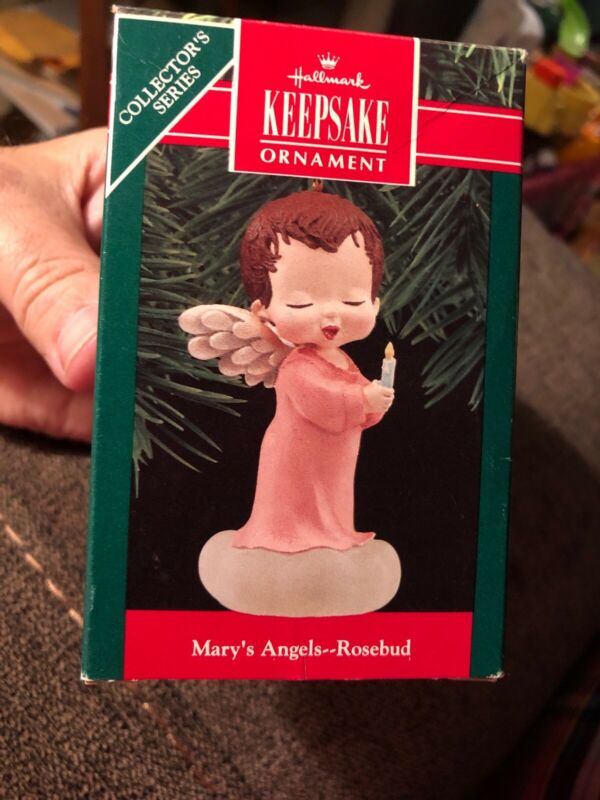 COLLECTOR'S
SERIES
Hallmark
KEEPSAKE
ORNAMENT
Mary's Angels--Rosebud